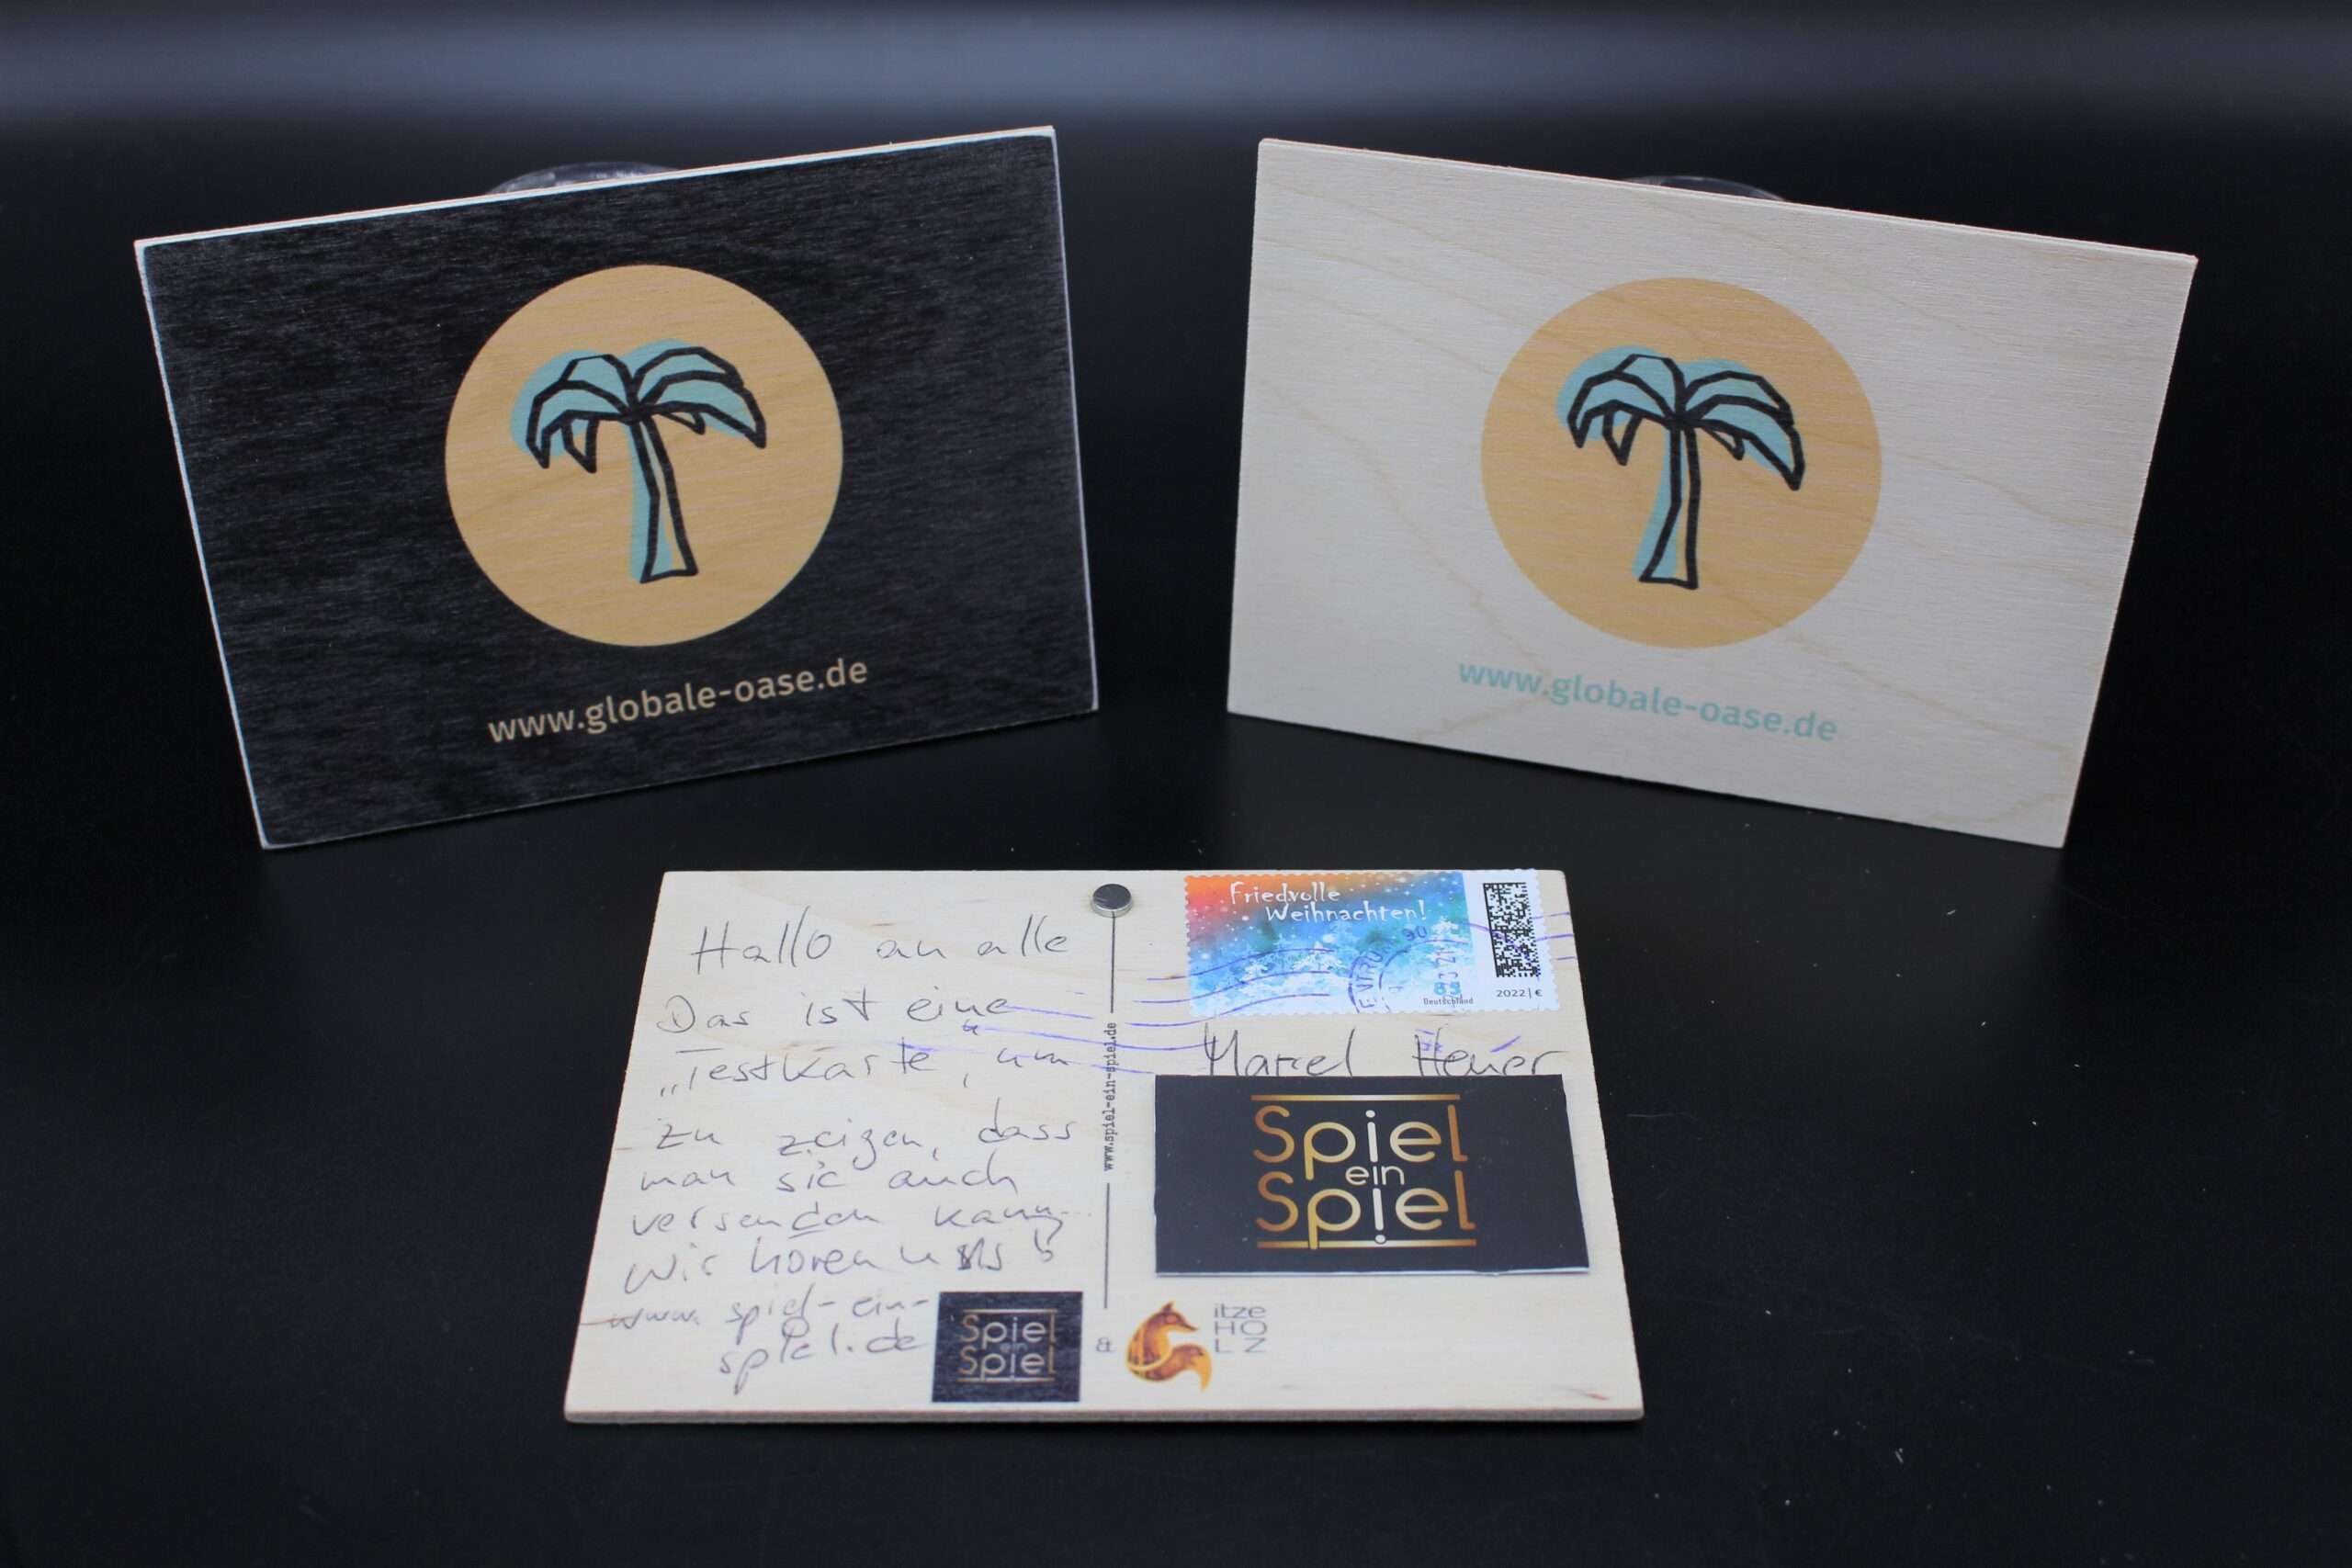 www.globale-oase.de
www.globale-oase.de
Hallo an alle
Das ist eine
„Testkarte", um
zu zeigen, dass
man sie auch
versenden kann.
Wir hören uns
www.spiel-ein-
spiel.de
www.spiel-ein-spiel.de
Friedvolle
Weihnachten!
90
85
Deutschland
2022 | €
Marcel Heuer
Spiel
ein
Spiel
Spiel
ein
Spiel
&
itze
HO
LZ